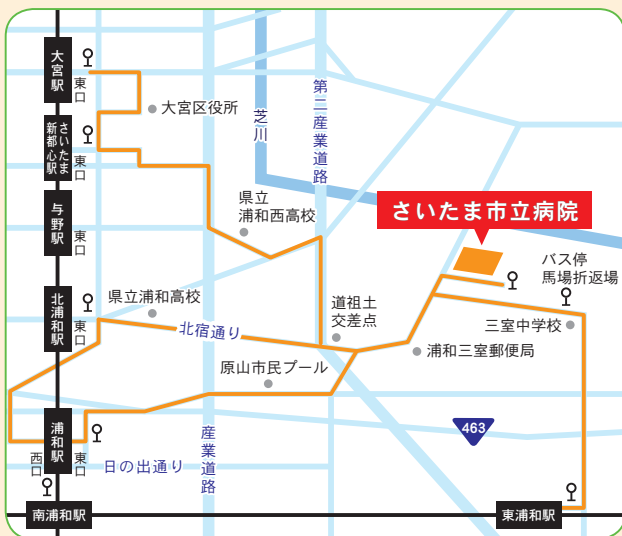 大宮駅
東口
大宮区役所
芝川
第二産業道路
さいたま
新都心駅
東口
県立
浦和西高校
さいたま市立病院
与野駅
東口
バス停
馬場折返場
北浦和駅
東口
県立浦和高校
北宿通り
道祖土
交差点
三室中学校
浦和三室郵便局
原山市民プール
浦和駅
西口
東口
日の出通り
産業道路
463
南浦和駅
東浦和駅